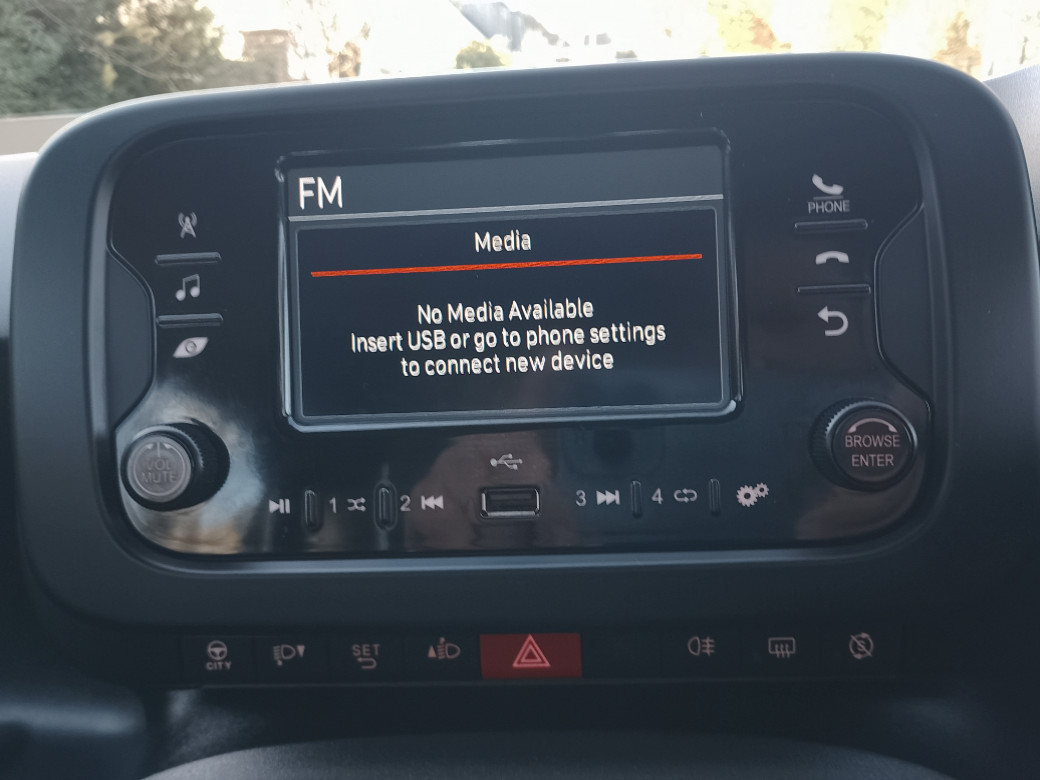 FM
Media
No Media Available
Insert USB or go to phone settings
to connect new device
PHONE
VOL
MUTE
BROWSE
ENTER
1 2 3 4
CITY
SET